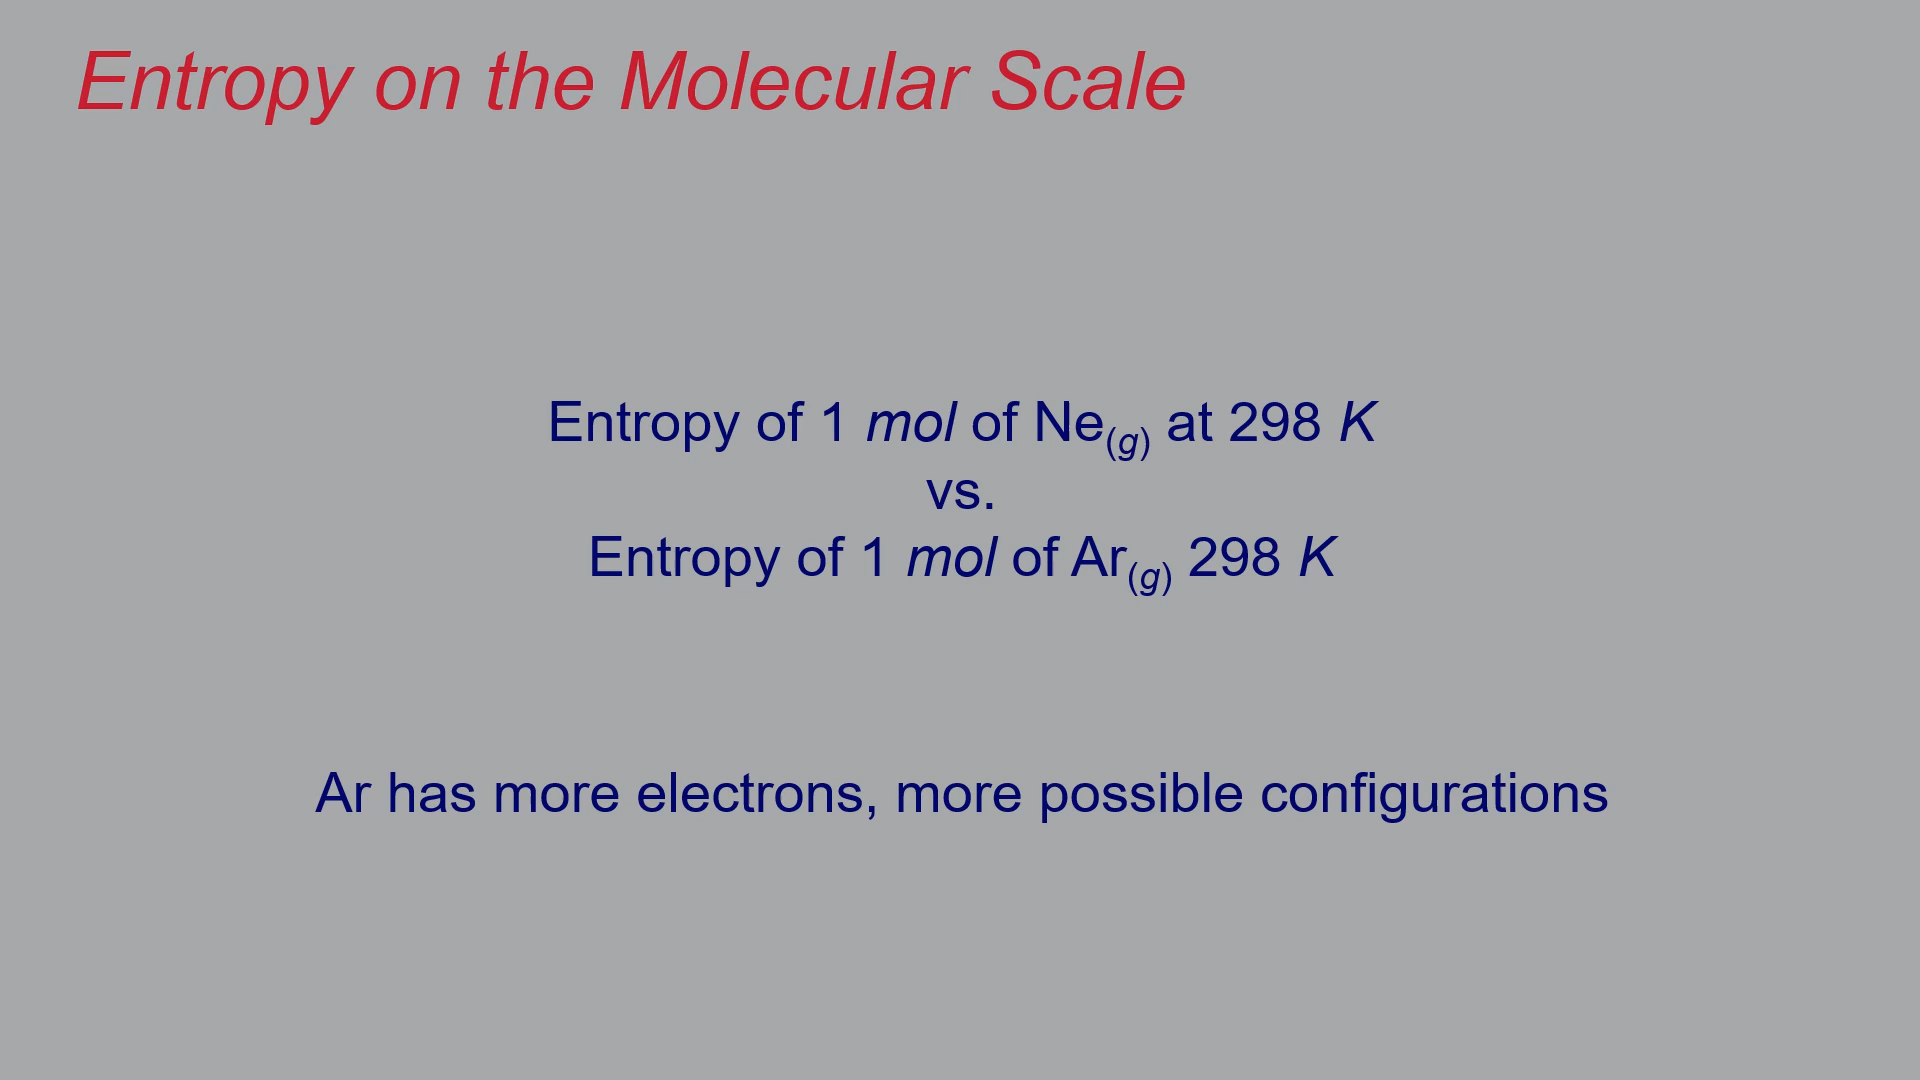 Entropy on the Molecular Scale
Entropy of 1 mol of Ne(g) at 298 K
vs.
Entropy of 1 mol of Ar(g) 298 K
Ar has more electrons, more possible configurations